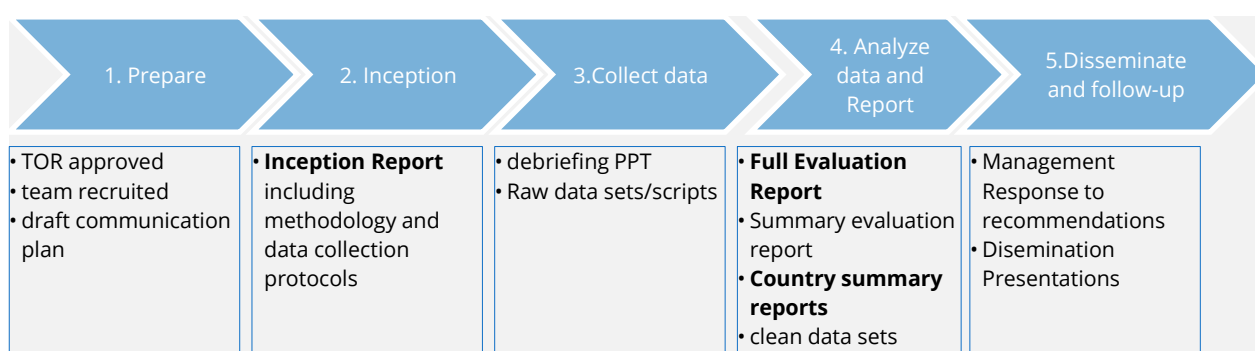 1. Prepare
2. Inception
3.Collect data
4. Analyze
data and
Report
5.Disseminate
and follow-up
• TOR approved
• team recruited
• draft communication
plan
• Inception Report
including
methodology and
data collection
protocols
• debriefing PPT
• Raw data sets/scripts
• Full Evaluation
Report
• Summary evaluation
report
• Country summary
reports
• clean data sets
• Management
Response to
recommendations
• Disemination
Presentations